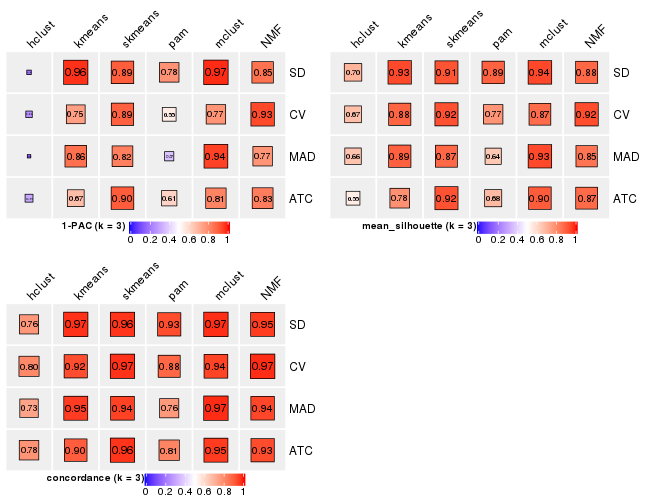 hclust kmeans skmeans pam mclust NMF
0.96 0.89 0.78 0.97 0.85 SD
0.75 0.89 0.55 0.77 0.93 CV
0.86 0.82 0.94 0.77 MAD
0.67 0.90 0.61 0.81 0.83 ATC
1-PAC (k = 3)
0 0.2 0.4 0.6 0.8 1
hclust kmeans skmeans pam mclust NMF
0.70 0.93 0.91 0.89 0.94 0.88 SD
0.67 0.88 0.92 0.77 0.87 0.92 CV
0.66 0.89 0.87 0.64 0.93 0.85 MAD
0.55 0.78 0.92 0.68 0.90 0.87 ATC
mean_silhouette (k = 3)
0 0.2 0.4 0.6 0.8 1
hclust kmeans skmeans pam mclust NMF
0.76 0.97 0.96 0.93 0.97 0.95 SD
0.80 0.92 0.97 0.88 0.94 0.97 CV
0.73 0.95 0.94 0.76 0.97 0.94 MAD
0.78 0.90 0.96 0.81 0.95 0.93 ATC
concordance (k = 3)
0 0.2 0.4 0.6 0.8 1